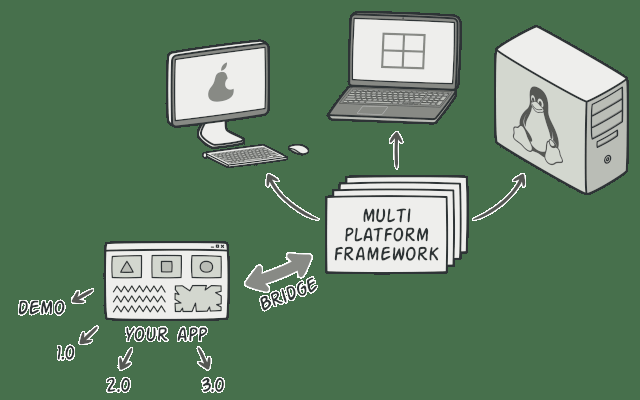 MULTI
PLATFORM
FRAMEWORK
BRIDGE
DEMO
YOUR APP
1.0
2.0
3.0